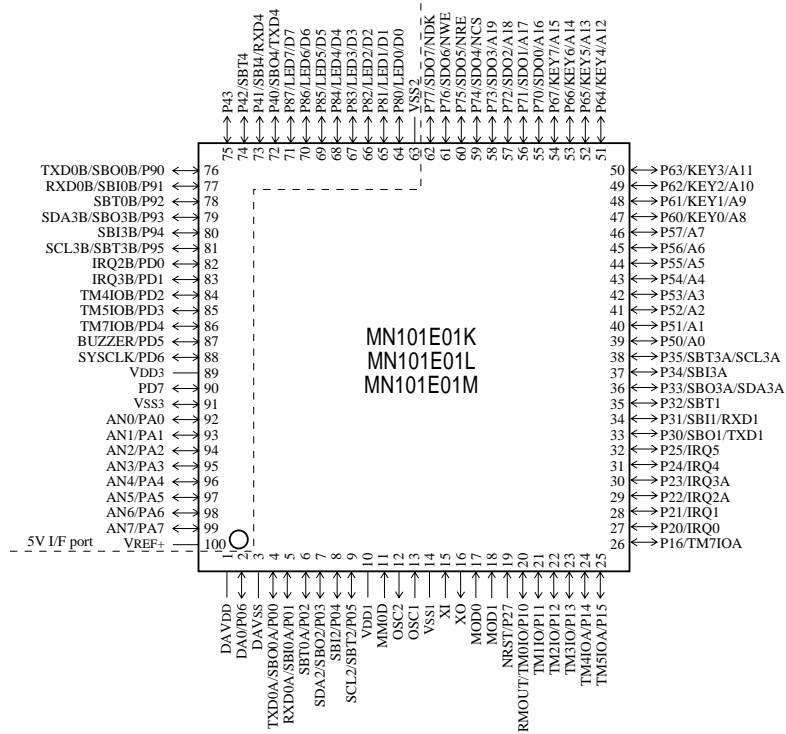 P43
P42/SBT4
P41/SBI4/RXD4
P40/SBO4/TXD4
P87/LED7/D7
P86/LED6/D6
P85/LED5/D5
P84/LED4/D4
P83/LED3/D3
P82/LED2/D2
P81/LED1/D1
P80/LED0/D0
VSS2
P77/SDO7/NDK
P76/SDO6/NWE
P75/SDO5/NRE
P74/SDO4/NCS
P73/SDO3/A19
P72/SDO2/A18
P71/SDO1/A17
P70/SDO0/A16
P67/KEY7/A15
P66/KEY6/A14
P65/KEY5/A13
P64/KEY4/A12
75
74
73
72
71
70
69
68
67
66
65
64
63
62
61
60
59
58
57
56
55
54
53
52
51
TXD0B/SBO0B/P90 76
RXD0B/SBI0B/P91 77
SBT0B/P92 78
SDA3B/SBO3B/P93 79
SBI3B/P94 80
SCL3B/SBT3B/P95 81
IRQ2B/PD0 82
IRQ3B/PD1 83
TM4IOB/PD2 84
TM5IOB/PD3 85
TM7IOB/PD4 86
BUZZER/PD5 87
SYSCLK/PD6 88
VDD3 89
PD7 90
VSS3 91
AN0/PA0 92
AN1/PA1 93
AN2/PA2 94
AN3/PA3 95
AN4/PA4 96
AN5/PA5 97
AN6/PA6 98
AN7/PA7 99
5V I/F port VREF+ 100
MN101E01K
MN101E01L
MN101E01M
50 P63/KEY3/A11
49 P62/KEY2/A10
48 P61/KEY1/A9
47 P60/KEY0/A8
46 P57/A7
45 P56/A6
44 P55/A5
43 P54/A4
42 P53/A3
41 P52/A2
40 P51/A1
39 P50/A0
38 P35/SBT3A/SCL3A
37 P34/SBI3A
36 P33/SBO3A/SDA3A
35 P32/SBT1
34 P31/SBI1/RXD1
33 P30/SBO1/TXD1
32 P25/IRQ5
31 P24/IRQ4
30 P23/IRQ3A
29 P22/IRQ2A
28 P21/IRQ1
27 P20/IRQ0
26 P16/TM7IOA
1
2
3
4
5
6
7
8
9
10
11
12
13
14
15
16
17
18
19
20
21
22
23
24
25
DAVDD
DA0/P06
DAVSS
TXD0A/SBO0A/P00
RXD0A/SBI0A/P01
SBT0A/P02
SDA2/SBO2/P03
SBI2/P04
SCL2/SBT2/P05
VDD1
MM0D
OSC2
OSC1
VSS1
XI
XO
MOD0
MOD1
NRST/P27
RMOUT/TM0IO/P10
TM1IO/P11
TM2IO/P12
TM3IO/P13
TM4IOA/P14
TM5IOA/P15